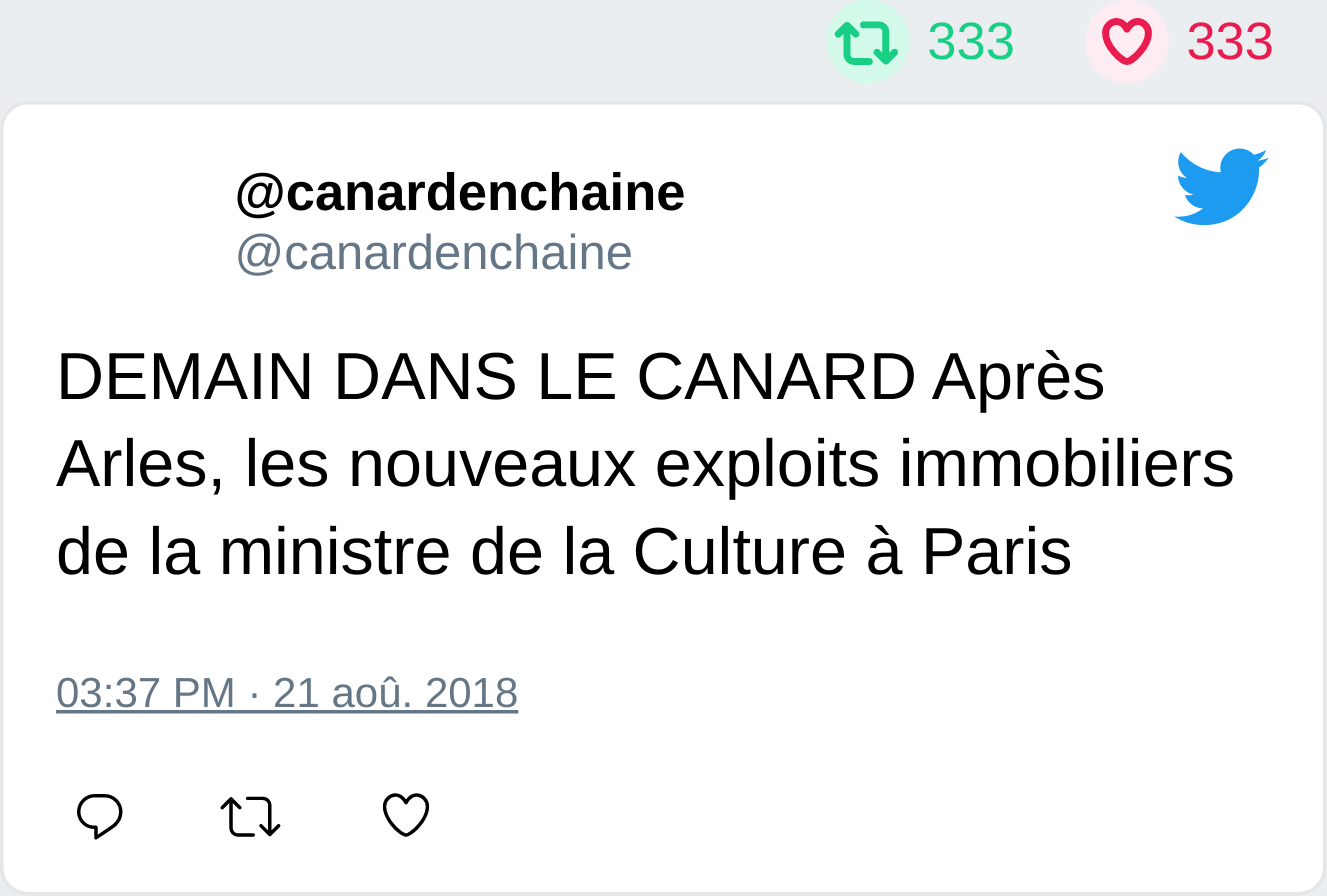 333 333
@canardenchaine
@canardenchaine
DEMAIN DANS LE CANARD Après
Arles, les nouveaux exploits immobiliers
de la ministre de la Culture à Paris
03:37 PM · 21 aoû. 2018